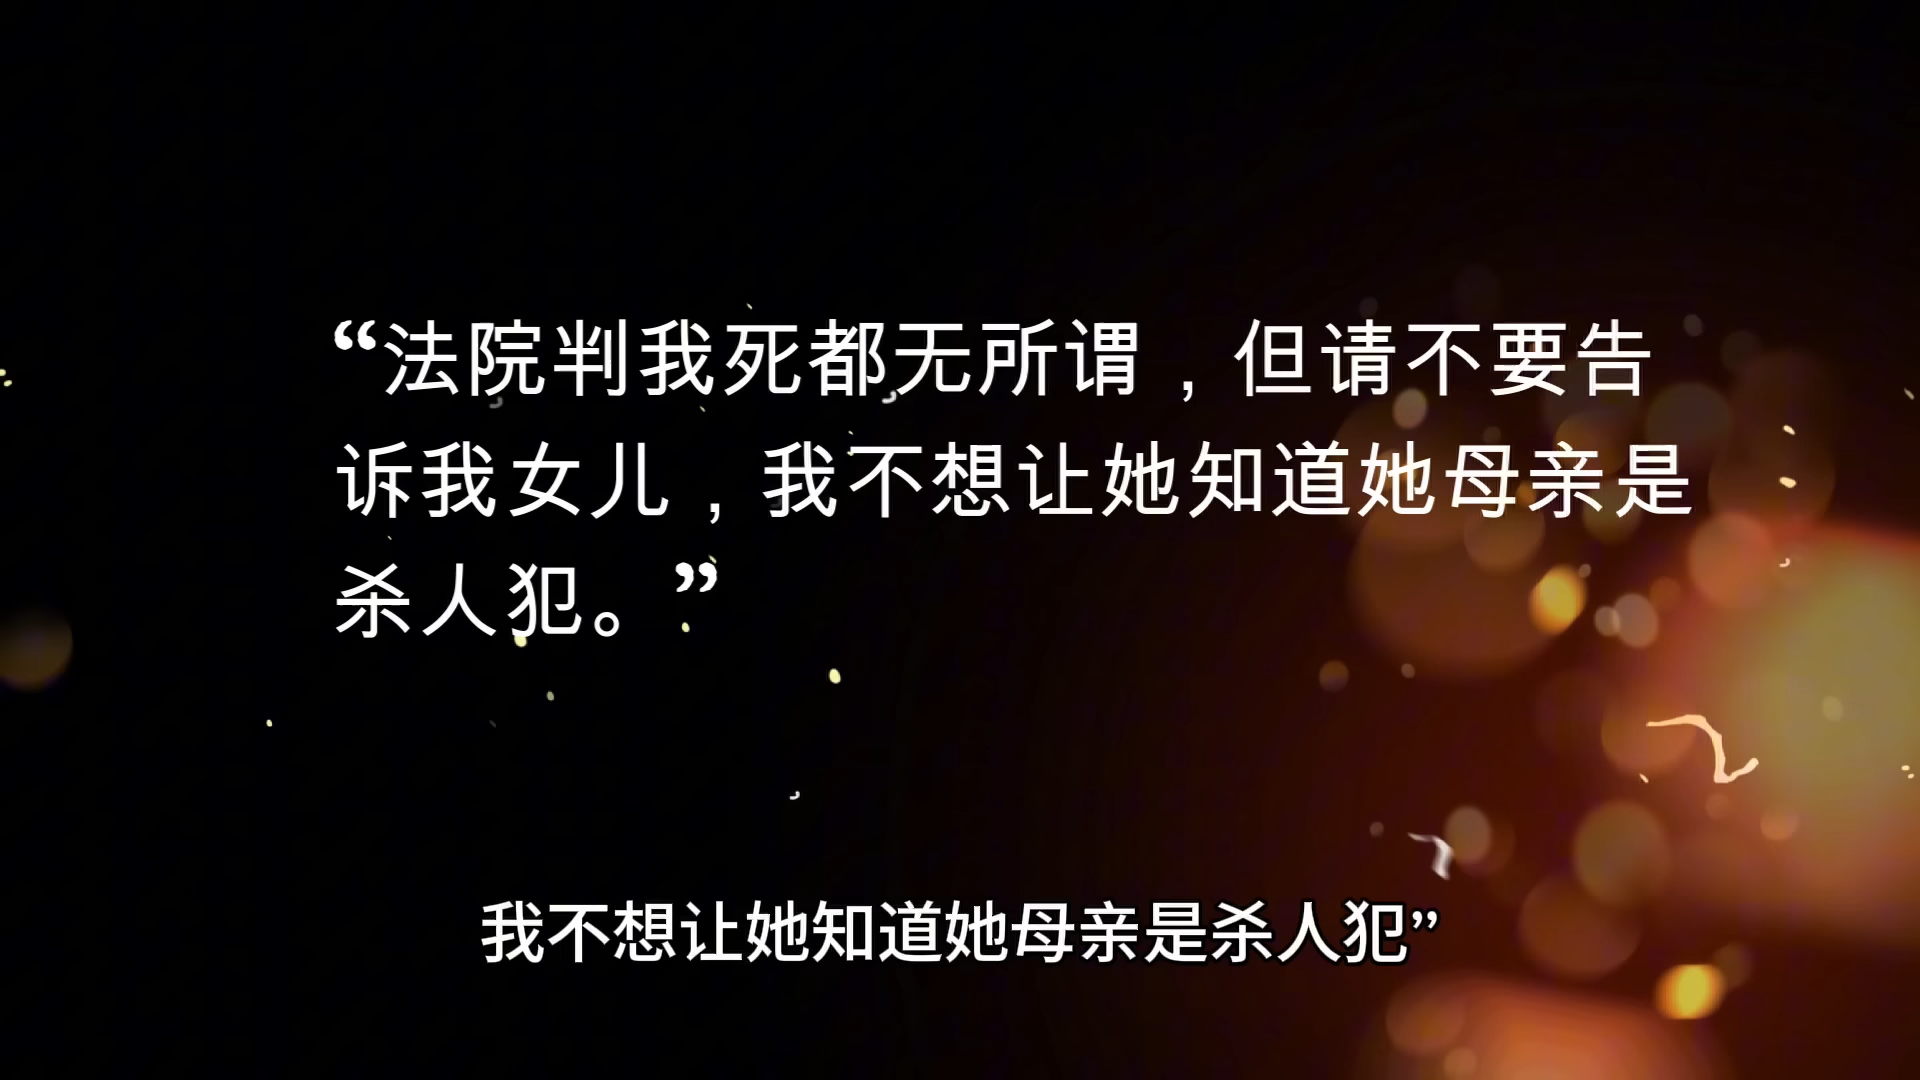 “法院判我死都无所谓，但请不要告
诉我女儿，我不想让她知道她母亲是
杀人犯。”
我不想让她知道她母亲是杀人犯”